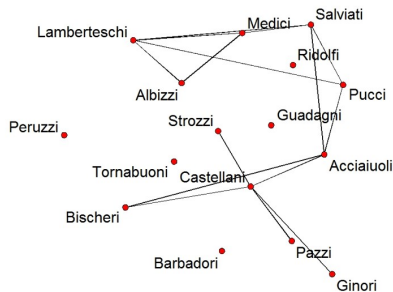 Medici
Salviati
Lamberteschi
Ridolfi
Albizzi
Pucci
Strozzi
Guadagni
Peruzzi
Acciaiuoli
Tornabuoni
Castellani
Bischeri
Pazzi
Barbadori
Ginori